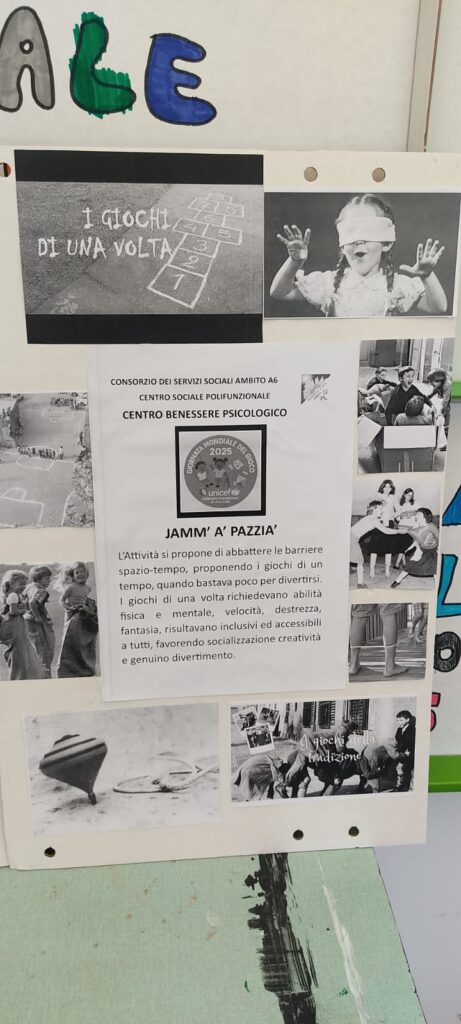 ALE
I GIOCHI
DI UNA VOLTA
CONSORZIO DEI SERVIZI SOCIALI AMBITO A6
CENTRO SOCIALE POLIFUNZIONALE
CENTRO BENESSERE PSICOLOGICO
GIORNATA MONDIALE DEL GIOCO
2025
unicef
JAMM' A' PAZZIA'
L'Attività si propone di abbattere le barriere
spazio-tempo, proponendo i giochi di un
tempo, quando bastava poco per divertirsi.
I giochi di una volta richiedevano abilità
fisica e mentale, velocità, destrezza,
fantasia, risultavano inclusivi ed accessibili
a tutti, favorendo socializzazione creatività
e genuino divertimento.
I giochi della
tradizione